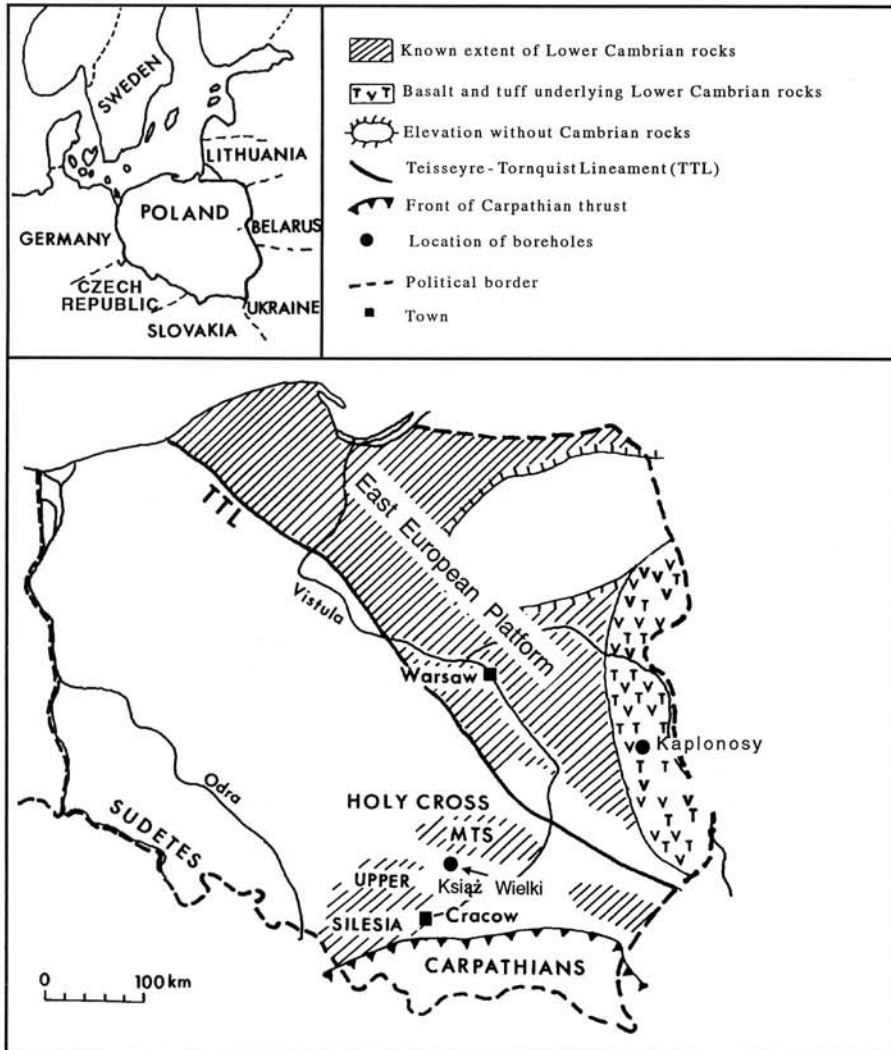 SWEDEN
LITHUANIA
POLAND
GERMANY
BELARUS
CZECH
REPUBLIC
UKRAINE
SLOVAKIA
Known extent of Lower Cambrian rocks
T V T Basalt and tuff underlying Lower Cambrian rocks
Elevation without Cambrian rocks
Teisseyre - Tornquist Lineament (TTL)
Front of Carpathian thrust
Location of boreholes
Political border
Town
TTL
East European Platform
Vistula
Warsaw
Kaplonosy
Odra
HOLY CROSS
MTS
SUDETES
UPPER
Książ Wielki
SILESIA
Cracow
CARPATHIANS
0 100 km